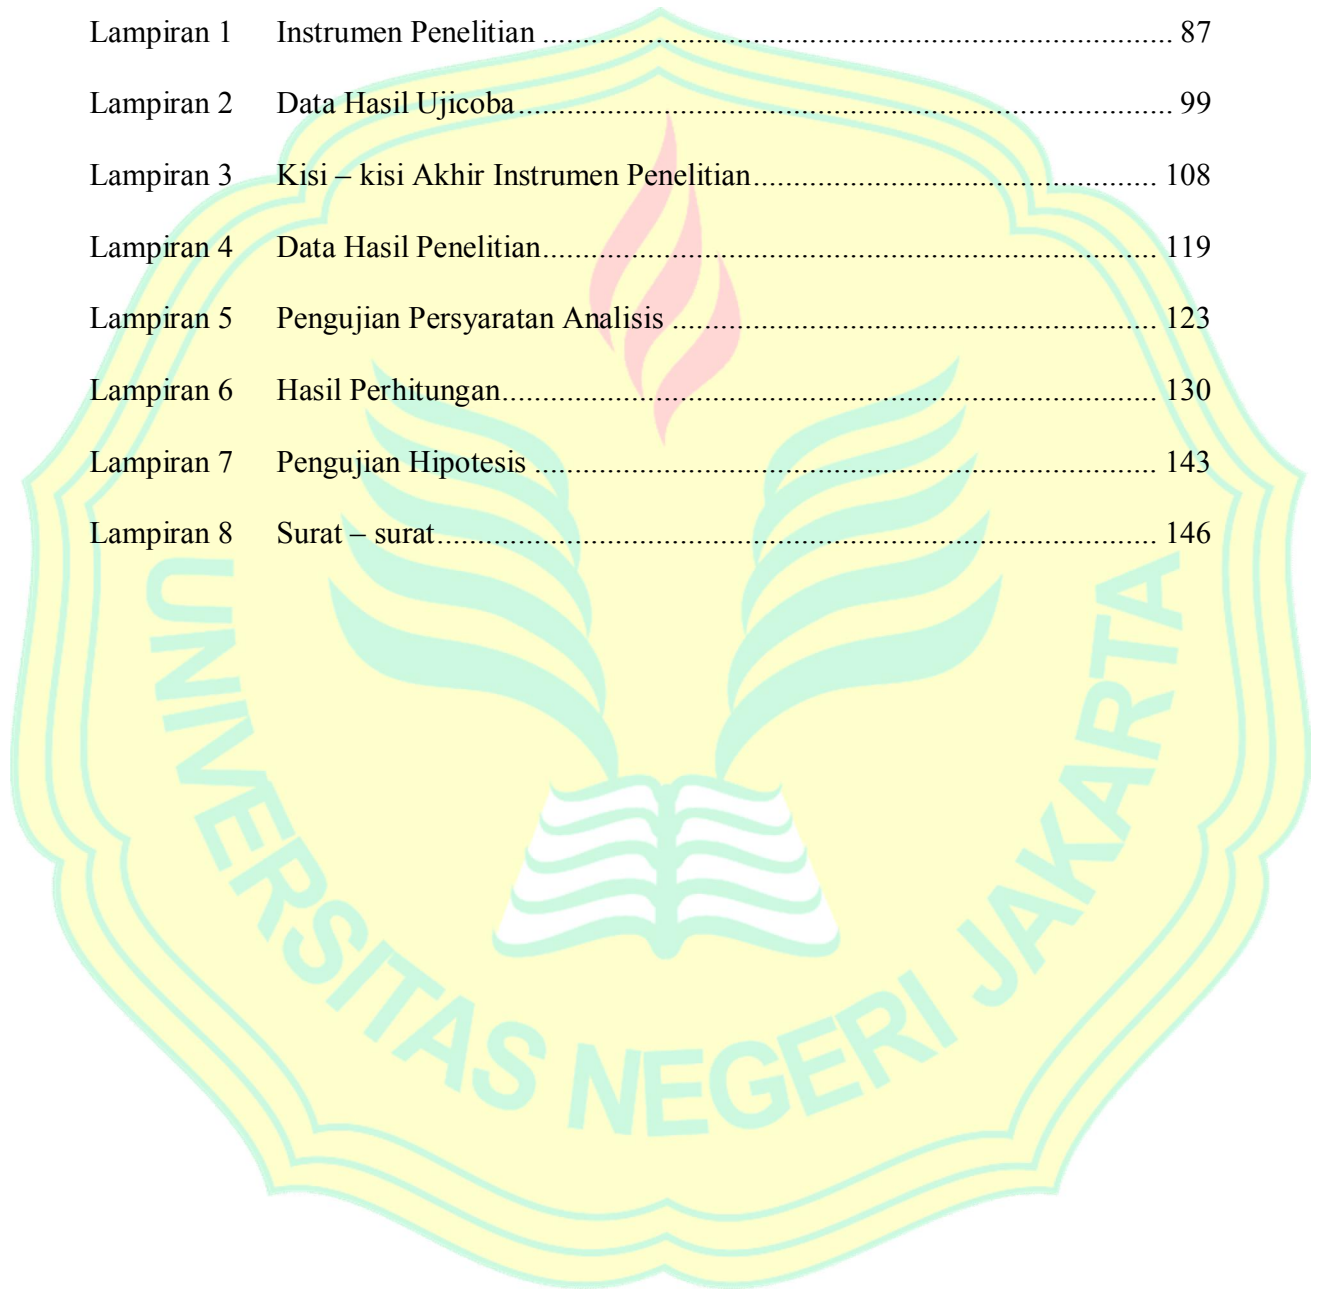 Lampiran 1 Instrumen Penelitian ................................................................................ 87
Lampiran 2 Data Hasil Ujicoba................................................................................... 99
Lampiran 3 Kisi – kisi Akhir Instrumen Penelitian................................................... 108
Lampiran 4 Data Hasil Penelitian.............................................................................. 119
Lampiran 5 Pengujian Persyaratan Analisis ............................................................. 123
Lampiran 6 Hasil Perhitungan................................................................................... 130
Lampiran 7 Pengujian Hipotesis ............................................................................... 143
Lampiran 8 Surat – surat........................................................................................... 146
UNIVERSITAS NEGERI JAKARTA